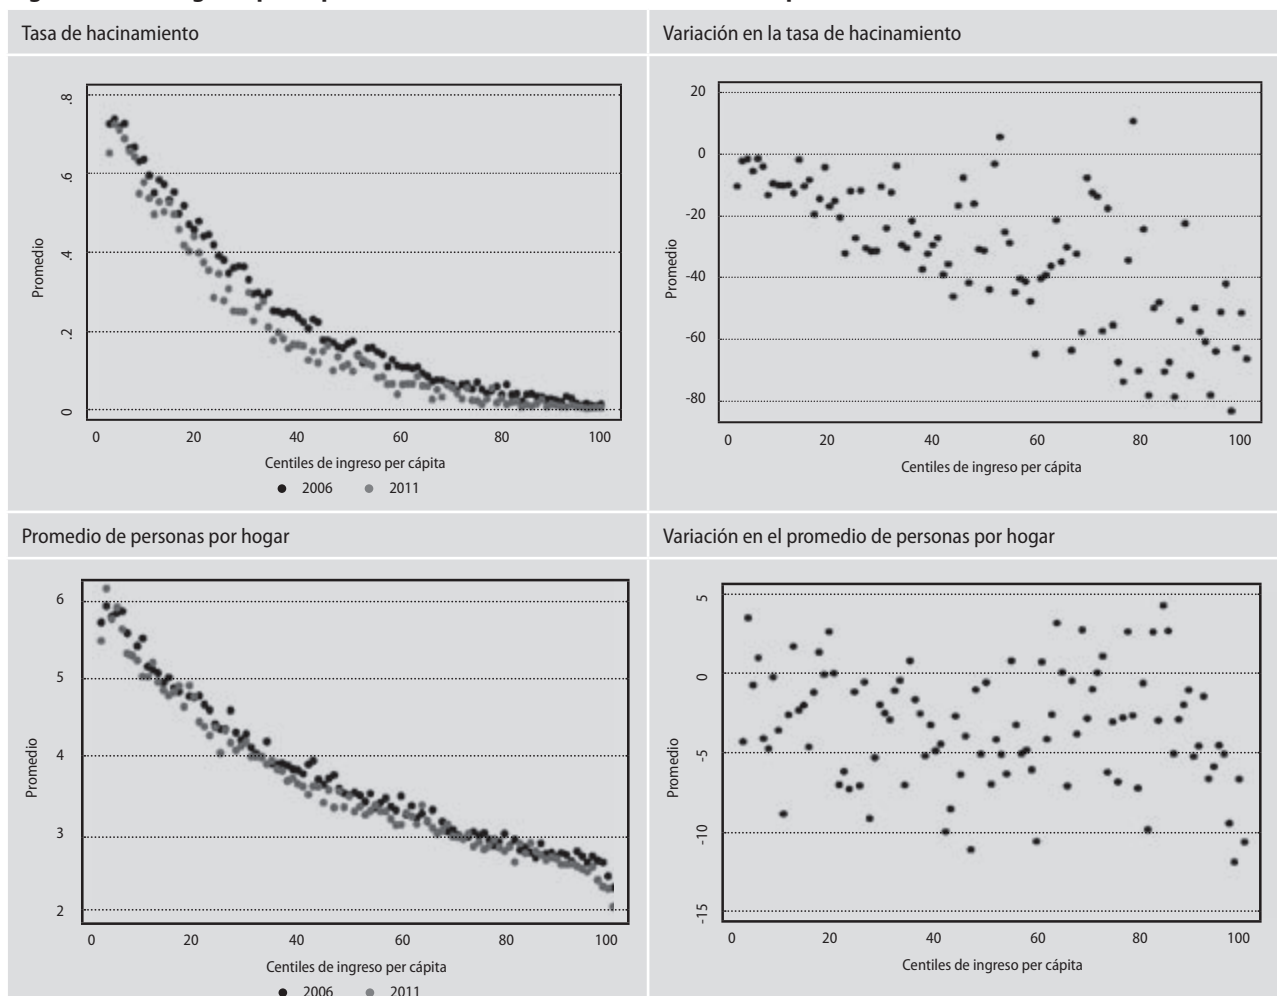 Tasa de hacinamiento
Variación en la tasa de hacinamiento
.8
.6
.4
.2
0
Promedio
0 20 40 60 80 100
Centiles de ingreso per cápita
2006 2011
20
0
-20
-40
-60
-80
Promedio
0 20 40 60 80 100
Centiles de ingreso per cápita
Promedio de personas por hogar
Variación en el promedio de personas por hogar
6
5
4
3
2
Promedio
0 20 40 60 80 100
Centiles de ingreso per cápita
2006 2011
5
0
-5
-10
-15
Promedio
0 20 40 60 80 100
Centiles de ingreso per cápita